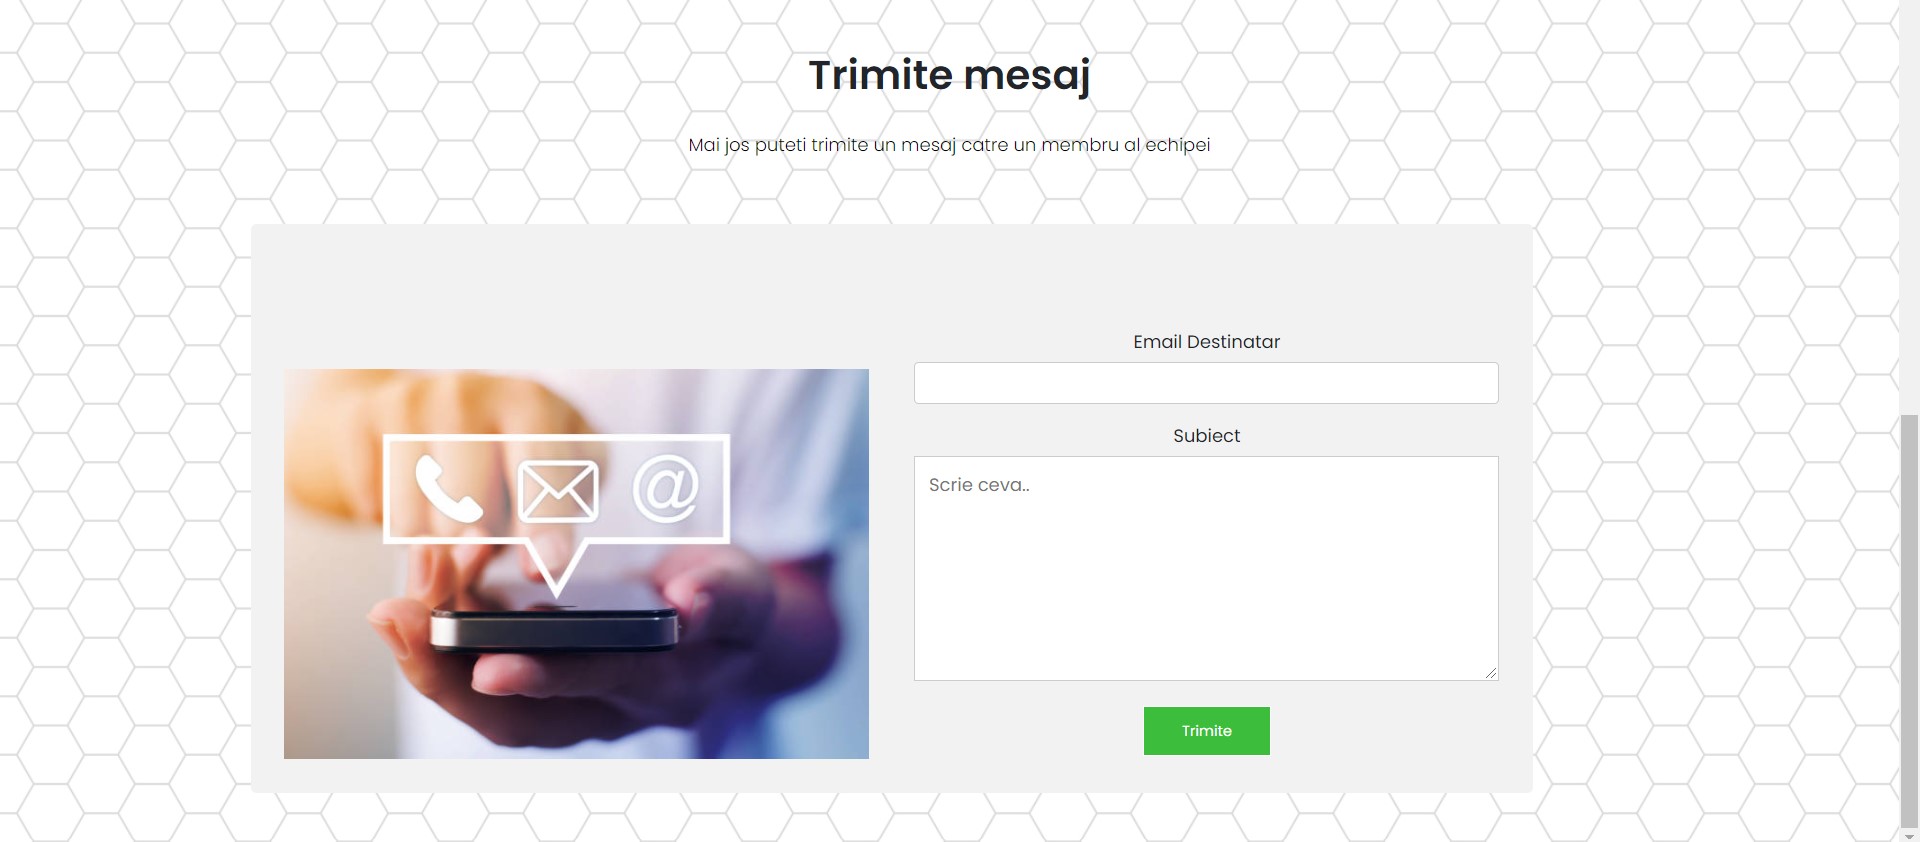 Trimite mesaj
Mai jos puteti trimite un mesaj catre un membru al echipei
Email Destinatar
Subiect
Scrie ceva..
@
Trimite